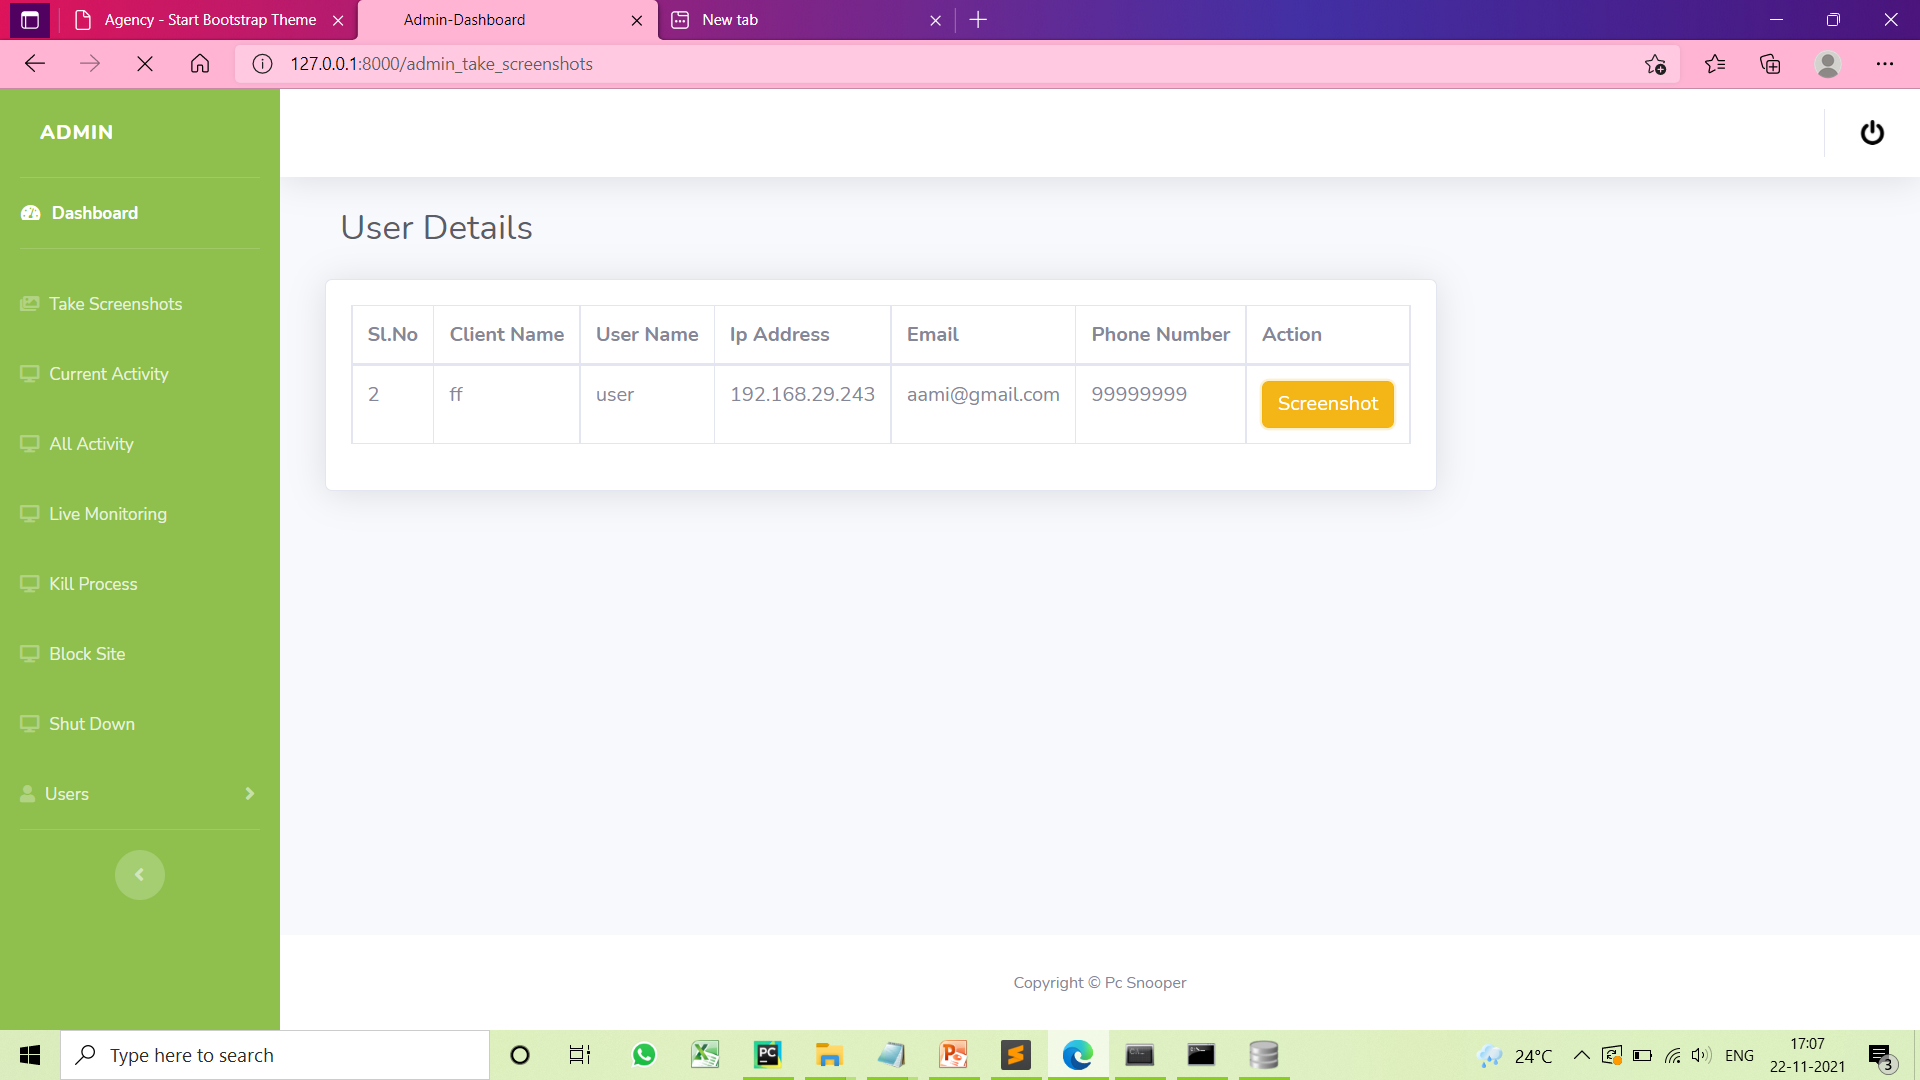 Agency - Start Bootstrap Theme
Admin-Dashboard
New tab
127.0.0.1:8000/admin_take_screenshots
ADMIN
Dashboard
Take Screenshots
Current Activity
All Activity
Live Monitoring
Kill Process
Block Site
Shut Down
Users
User Details
Sl.No Client Name User Name Ip Address Email Phone Number Action
2 ff user 192.168.29.243 aami@gmail.com 99999999 Screenshot
Copyright © Pc Snooper
Type here to search
PC
24°C
ENG
17:07
22-11-2021
3